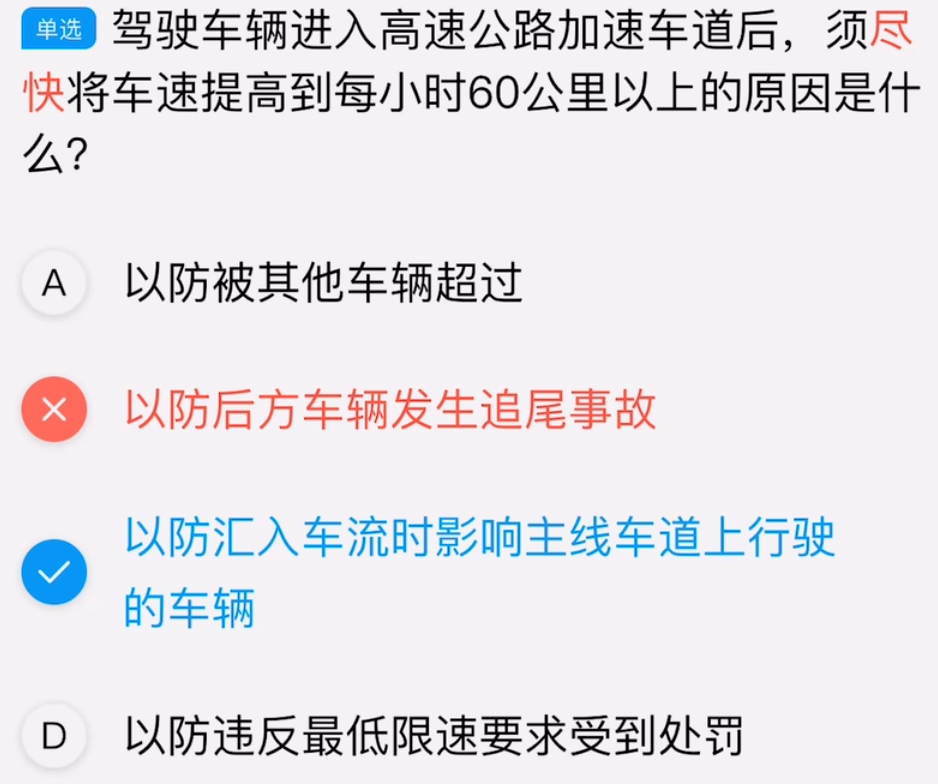 单选 驾驶车辆进入高速公路加速车道后，须尽
快将车速提高到每小时60公里以上的原因是什
么?
A 以防被其他车辆超过
以防后方车辆发生追尾事故
以防汇入车流时影响主线车道上行驶
的车辆
D 以防违反最低限速要求受到处罚